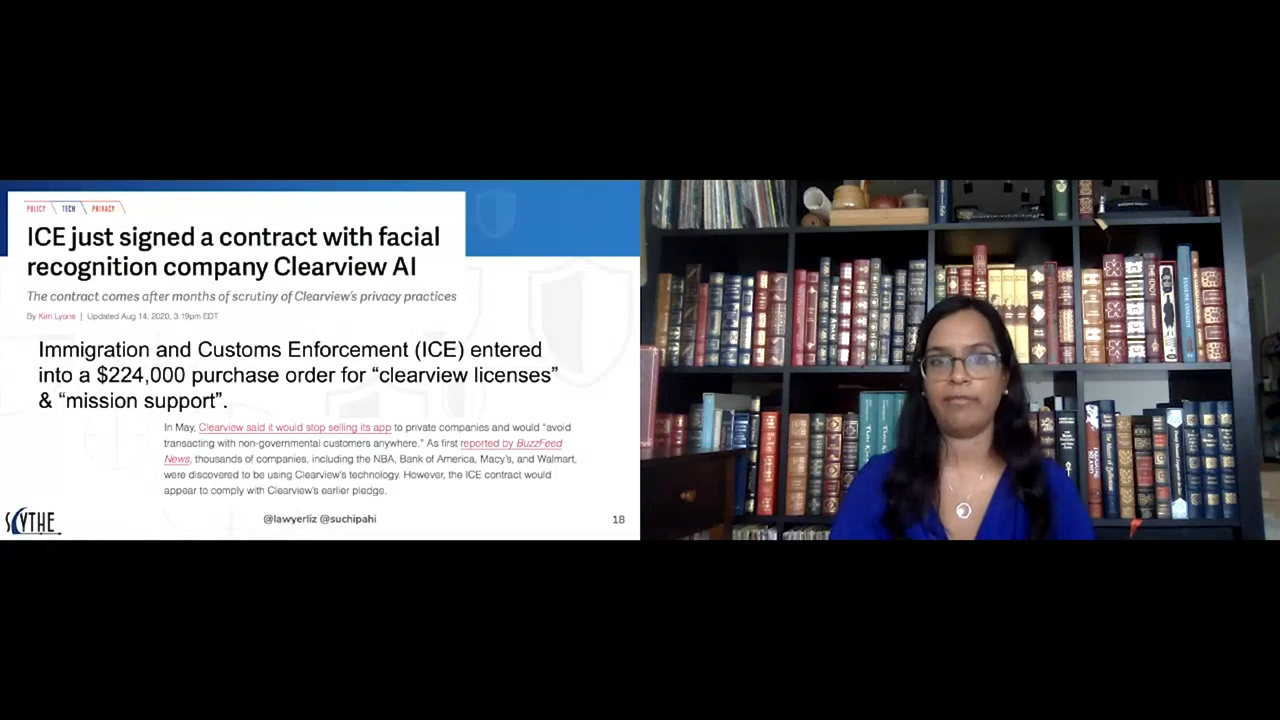 POLICY TECH PRIVACY
ICE just signed a contract with facial
recognition company Clearview AI
The contract comes after months of scrutiny of Clearview's privacy practices
By Kim Lyons | Updated Aug 14, 2020, 3:19pm EDT
Immigration and Customs Enforcement (ICE) entered
into a $224,000 purchase order for “clearview licenses”
& “mission support”.
In May, Clearview said it would stop selling its app to private companies and would “avoid
transacting with non-governmental customers anywhere.” As first reported by BuzzFeed
News, thousands of companies, including the NBA, Bank of America, Macy's, and Walmart,
were discovered to be using Clearview's technology. However, the ICE contract would
appear to comply with Clearview's earlier pledge.
SCYTHE
@lawyerliz @suchipahi
18